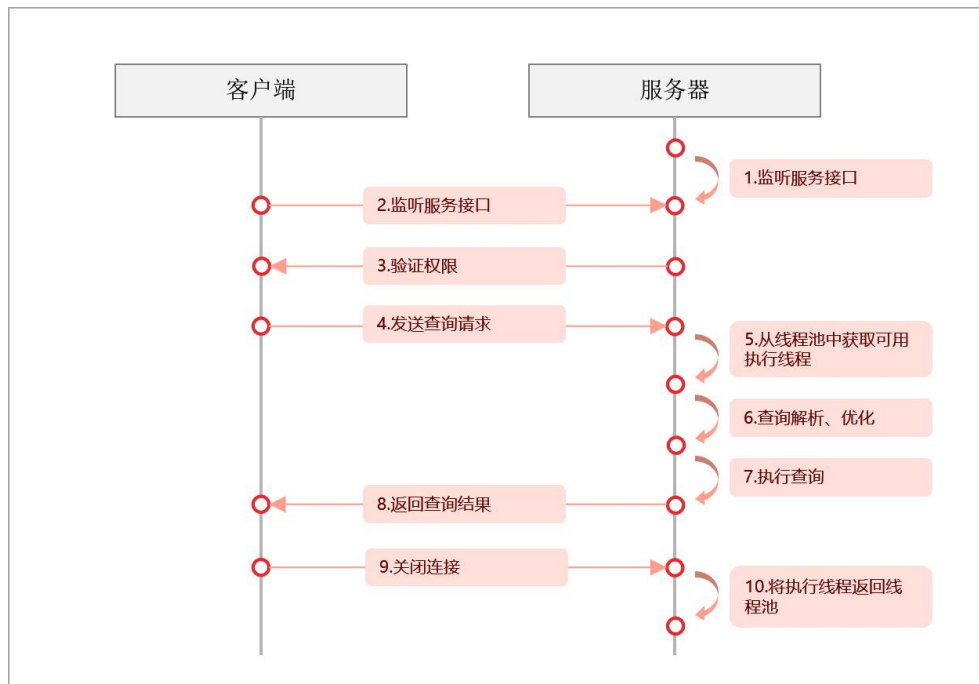 客户端
服务器
1.监听服务接口
2.监听服务接口
3.验证权限
4.发送查询请求
5.从线程池中获取可用
执行线程
6.查询解析、优化
7.执行查询
8.返回查询结果
9.关闭连接
10.将执行线程返回线
程池